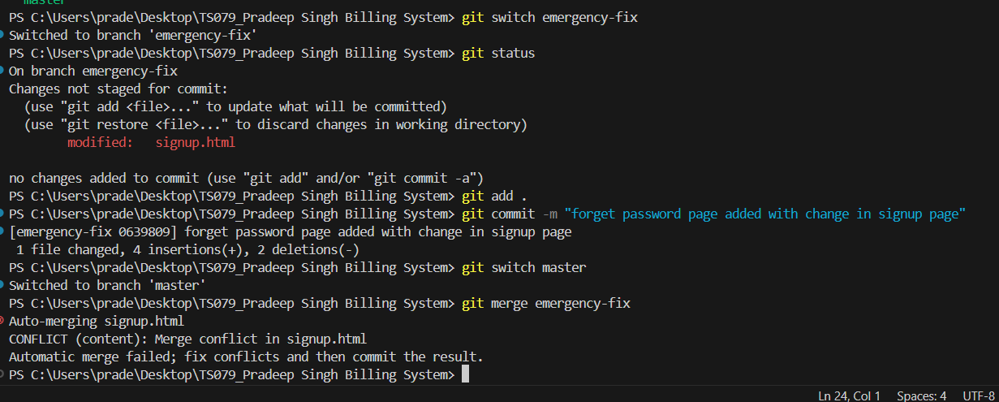 master
PS C:\Users\prade\Desktop\TS079_Pradeep Singh Billing System> git switch emergency-fix
Switched to branch 'emergency-fix'
PS C:\Users\prade\Desktop\TS079_Pradeep Singh Billing System> git status
On branch emergency-fix
Changes not staged for commit:
  (use "git add <file>..." to update what will be committed)
  (use "git restore <file>..." to discard changes in working directory)
        modified:   signup.html

no changes added to commit (use "git add" and/or "git commit -a")
PS C:\Users\prade\Desktop\TS079_Pradeep Singh Billing System> git add .
PS C:\Users\prade\Desktop\TS079_Pradeep Singh Billing System> git commit -m "forget password page added with change in signup page"
[emergency-fix 0639809] forget password page added with change in signup page
 1 file changed, 4 insertions(+), 2 deletions(-)
PS C:\Users\prade\Desktop\TS079_Pradeep Singh Billing System> git switch master
Switched to branch 'master'
PS C:\Users\prade\Desktop\TS079_Pradeep Singh Billing System> git merge emergency-fix
Auto-merging signup.html
CONFLICT (content): Merge conflict in signup.html
Automatic merge failed; fix conflicts and then commit the result.
PS C:\Users\prade\Desktop\TS079_Pradeep Singh Billing System>
Ln 24, Col 1 Spaces: 4 UTF-8